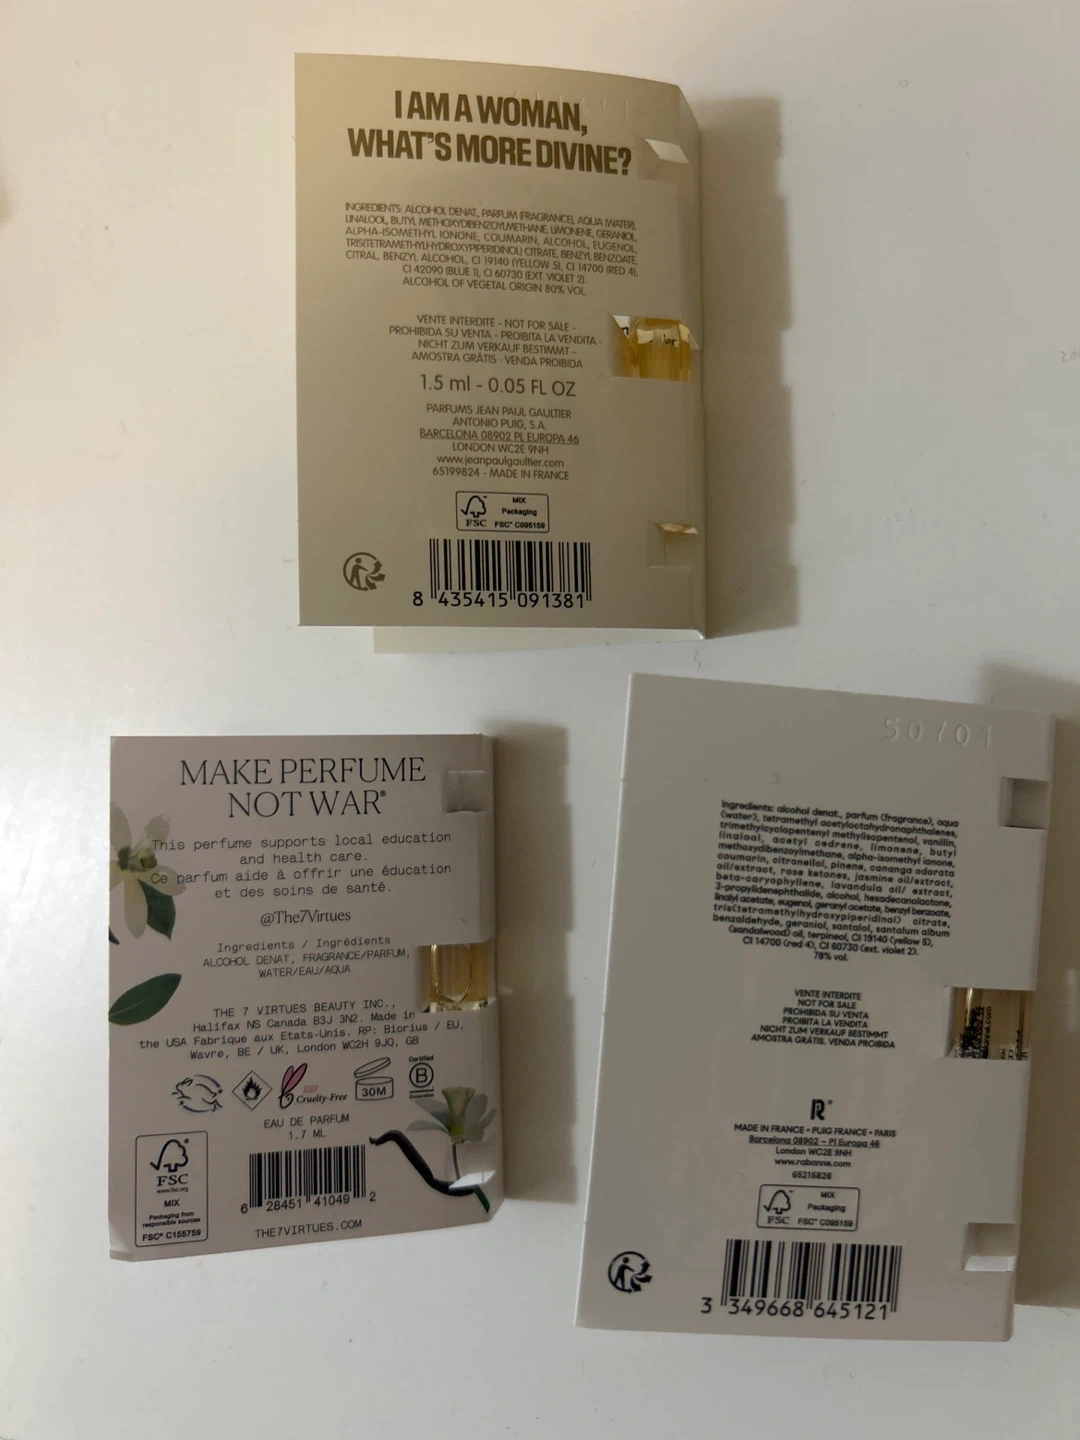 I AM A WOMAN,
WHAT'S MORE DIVINE?
INGREDIENTS: ALCOHOL DENAT., PARFUM (FRAGRANCE), AQUA (WATER),
LINALOOL, BUTYL METHOXYDIBENZOYLMETHANE, LIMONENE, GERANIOL,
ALPHA-ISOMETHYL IONONE, COUMARIN, ALCOHOL, EUGENOL,
TRIS(TETRAMETHYLHYDROXYPIPERIDINOL) CITRATE, BENZYL BENZOATE,
CITRAL, BENZYL ALCOHOL, CI 19140 (YELLOW 5), CI 14700 (RED 4),
CI 42090 (BLUE 1), CI 60730 (EXT. VIOLET 2).
ALCOHOL OF VEGETAL ORIGIN 80% VOL.
VENTE INTERDITE - NOT FOR SALE -
PROHIBIDA SU VENTA - PROIBITA LA VENDITA -
NICHT ZUM VERKAUF BESTIMMT -
AMOSTRA GRÁTIS - VENDA PROIBIDA
1.5 ml - 0.05 FL OZ
PARFUMS JEAN PAUL GAULTIER
ANTONIO PUIG, S.A.
BARCELONA 08902 PL EUROPA 46
LONDON WC2E 9NH
www.jeanpaulgaultier.com
65199824 - MADE IN FRANCE
FSC
MIX
Packaging
FSC® C095159
8 435415 091381
MAKE PERFUME
NOT WAR®
This perfume supports local education
and health care.
Ce parfum aide à offrir une éducation
et des soins de santé.
@The7Virtues
Ingredients / Ingrédients
ALCOHOL DENAT, FRAGRANCE/PARFUM,
WATER/EAU/AQUA
THE 7 VIRTUES BEAUTY INC.,
Halifax NS Canada B3J 3N2. Made in
the USA Fabrique aux Etats-Unis. RP: Biorius / EU,
Wavre, BE / UK, London WC2H 9JQ, GB
Cruelty-Free
30M
Certified
B
Corporation
EAU DE PARFUM
1.7 ML
FSC
www.fsc.org
MIX
Packaging from
responsible sources
FSC® C155759
6 28451 41049 2
THE7VIRTUES.COM
50701
Ingredients: alcohol denat., parfum (fragrance), aqua
(water), tetramethyl acetyloctahydronaphthalenes,
trimethylcyclopentenyl methylisopentenol, vanillin,
linalool, acetyl cedrene, limonene, butyl
methoxydibenzoylmethane, alpha-isomethyl ionone,
coumarin, citronellol, pinene, cananga odorata
oil/extract, rose ketones, jasmine oil/extract,
beta-caryophyllene, lavandula oil/ extract,
3-propylidenephthalide, alcohol, hexadecanolactone,
linalyl acetate, eugenol, geranyl acetate, benzyl benzoate,
tris(tetramethylhydroxypiperidinol) citrate,
benzaldehyde, geraniol, santalol, santalum album
(sandalwood) oil, terpineol, CI 19140 (yellow 5),
CI 14700 (red 4), CI 60730 (ext. violet 2).
78% vol.
VENTE INTERDITE
NOT FOR SALE
PROHIBIDA SU VENTA
PROIBITA LA VENDITA
NICHT ZUM VERKAUF BESTIMMT
AMOSTRA GRÁTIS. VENDA PROIBIDA
MADE IN FRANCE • PUIG FRANCE • PARIS
Barcelona 08902 – Pl Europa 46
London WC2E 9NH
www.rabanne.com
65215826
FSC
MIX
Packaging
FSC® C095159
3 349668 645121